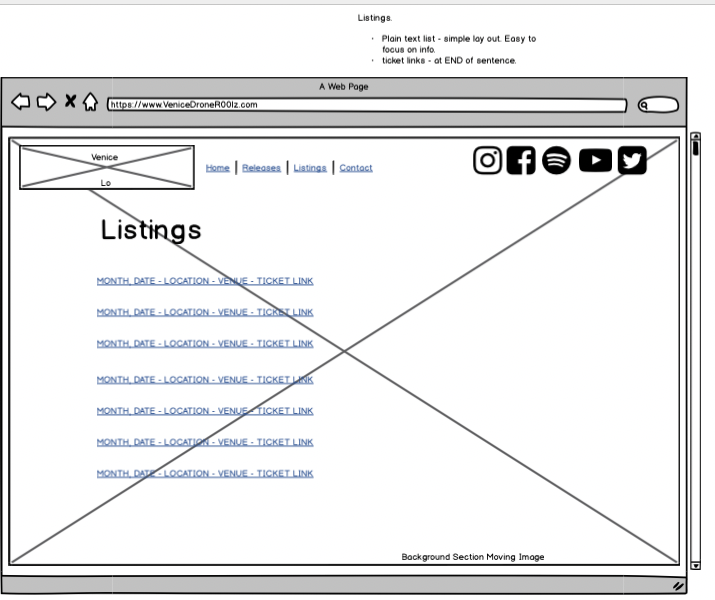 Listings.
· Plain text list - simple lay out. Easy to
focus on info.
· ticket links - at END of sentence.
A Web Page
https://www.VeniceDroneR00lz.com
Venice
Lo
Home | Releases | Listings | Contact
Listings
MONTH, DATE - LOCATION - VENUE - TICKET LINK
MONTH, DATE - LOCATION - VENUE - TICKET LINK
MONTH, DATE - LOCATION - VENUE - TICKET LINK
MONTH, DATE - LOCATION - VENUE - TICKET LINK
MONTH, DATE - LOCATION - VENUE - TICKET LINK
MONTH, DATE - LOCATION - VENUE - TICKET LINK
MONTH, DATE - LOCATION - VENUE - TICKET LINK
Background Section Moving Image